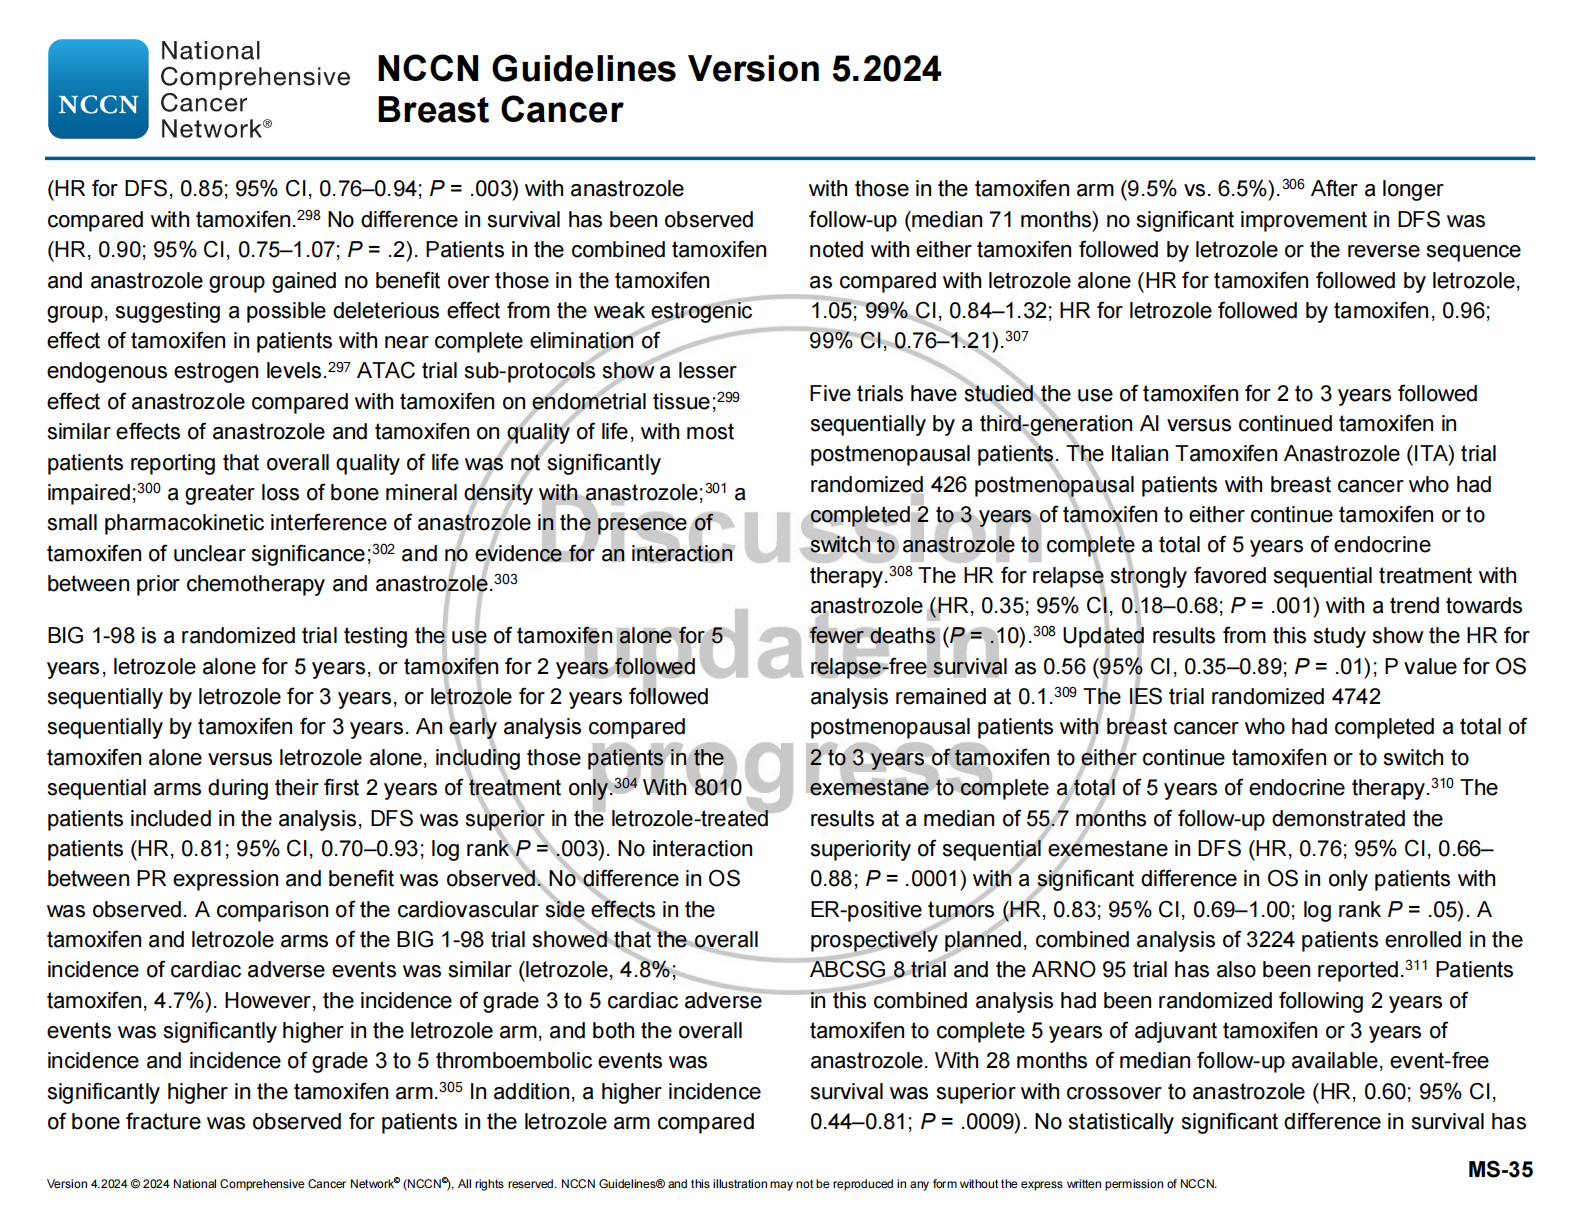 National
Comprehensive
Cancer
Network®
NCCN
NCCN Guidelines Version 5.2024
Breast Cancer
(HR for DFS, 0.85; 95% CI, 0.76–0.94; P = .003) with anastrozole
compared with tamoxifen.298 No difference in survival has been observed
(HR, 0.90; 95% CI, 0.75–1.07; P = .2). Patients in the combined tamoxifen
and anastrozole group gained no benefit over those in the tamoxifen
group, suggesting a possible deleterious effect from the weak estrogenic
effect of tamoxifen in patients with near complete elimination of
endogenous estrogen levels.297 ATAC trial sub-protocols show a lesser
effect of anastrozole compared with tamoxifen on endometrial tissue;299
similar effects of anastrozole and tamoxifen on quality of life, with most
patients reporting that overall quality of life was not significantly
impaired;300 a greater loss of bone mineral density with anastrozole;301 a
small pharmacokinetic interference of anastrozole in the presence of
tamoxifen of unclear significance;302 and no evidence for an interaction
between prior chemotherapy and anastrozole.303
BIG 1-98 is a randomized trial testing the use of tamoxifen alone for 5
years, letrozole alone for 5 years, or tamoxifen for 2 years followed
sequentially by letrozole for 3 years, or letrozole for 2 years followed
sequentially by tamoxifen for 3 years. An early analysis compared
tamoxifen alone versus letrozole alone, including those patients in the
sequential arms during their first 2 years of treatment only.304 With 8010
patients included in the analysis, DFS was superior in the letrozole-treated
patients (HR, 0.81; 95% CI, 0.70–0.93; log rank P = .003). No interaction
between PR expression and benefit was observed. No difference in OS
was observed. A comparison of the cardiovascular side effects in the
tamoxifen and letrozole arms of the BIG 1-98 trial showed that the overall
incidence of cardiac adverse events was similar (letrozole, 4.8%;
tamoxifen, 4.7%). However, the incidence of grade 3 to 5 cardiac adverse
events was significantly higher in the letrozole arm, and both the overall
incidence and incidence of grade 3 to 5 thromboembolic events was
significantly higher in the tamoxifen arm.305 In addition, a higher incidence
of bone fracture was observed for patients in the letrozole arm compared
with those in the tamoxifen arm (9.5% vs. 6.5%).306 After a longer
follow-up (median 71 months) no significant improvement in DFS was
noted with either tamoxifen followed by letrozole or the reverse sequence
as compared with letrozole alone (HR for tamoxifen followed by letrozole,
1.05; 99% CI, 0.84–1.32; HR for letrozole followed by tamoxifen, 0.96;
99% CI, 0.76–1.21).307
Five trials have studied the use of tamoxifen for 2 to 3 years followed
sequentially by a third-generation AI versus continued tamoxifen in
postmenopausal patients. The Italian Tamoxifen Anastrozole (ITA) trial
randomized 426 postmenopausal patients with breast cancer who had
completed 2 to 3 years of tamoxifen to either continue tamoxifen or to
switch to anastrozole to complete a total of 5 years of endocrine
therapy.308 The HR for relapse strongly favored sequential treatment with
anastrozole (HR, 0.35; 95% CI, 0.18–0.68; P = .001) with a trend towards
fewer deaths (P = .10).308 Updated results from this study show the HR for
relapse-free survival as 0.56 (95% CI, 0.35–0.89; P = .01); P value for OS
analysis remained at 0.1.309 The IES trial randomized 4742
postmenopausal patients with breast cancer who had completed a total of
2 to 3 years of tamoxifen to either continue tamoxifen or to switch to
exemestane to complete a total of 5 years of endocrine therapy.310 The
results at a median of 55.7 months of follow-up demonstrated the
superiority of sequential exemestane in DFS (HR, 0.76; 95% CI, 0.66–
0.88; P = .0001) with a significant difference in OS in only patients with
ER-positive tumors (HR, 0.83; 95% CI, 0.69–1.00; log rank P = .05). A
prospectively planned, combined analysis of 3224 patients enrolled in the
ABCSG 8 trial and the ARNO 95 trial has also been reported.311 Patients
in this combined analysis had been randomized following 2 years of
tamoxifen to complete 5 years of adjuvant tamoxifen or 3 years of
anastrozole. With 28 months of median follow-up available, event-free
survival was superior with crossover to anastrozole (HR, 0.60; 95% CI,
0.44–0.81; P = .0009). No statistically significant difference in survival has
Discussion
update in
progress
MS-35
Version 4.2024 © 2024 National Comprehensive Cancer Network© (NCCN©), All rights reserved. NCCN Guidelines® and this illustration may not be reproduced in any form without the express written permission of NCCN.